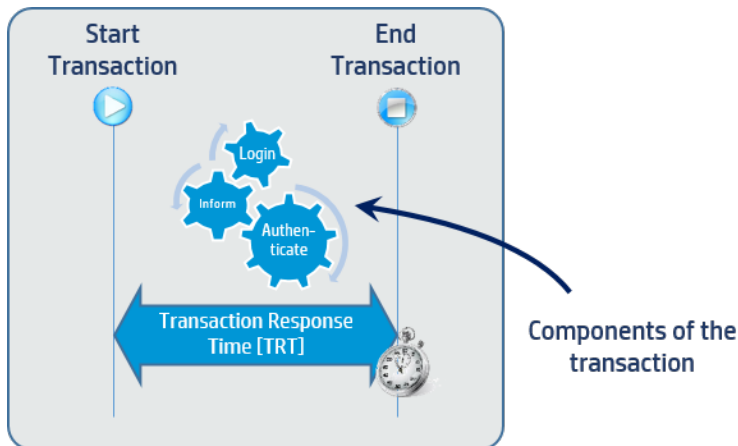 Start
Transaction
End
Transaction
Login
Inform
Authen-
ticate
Transaction Response
Time [TRT]
Components of the
transaction